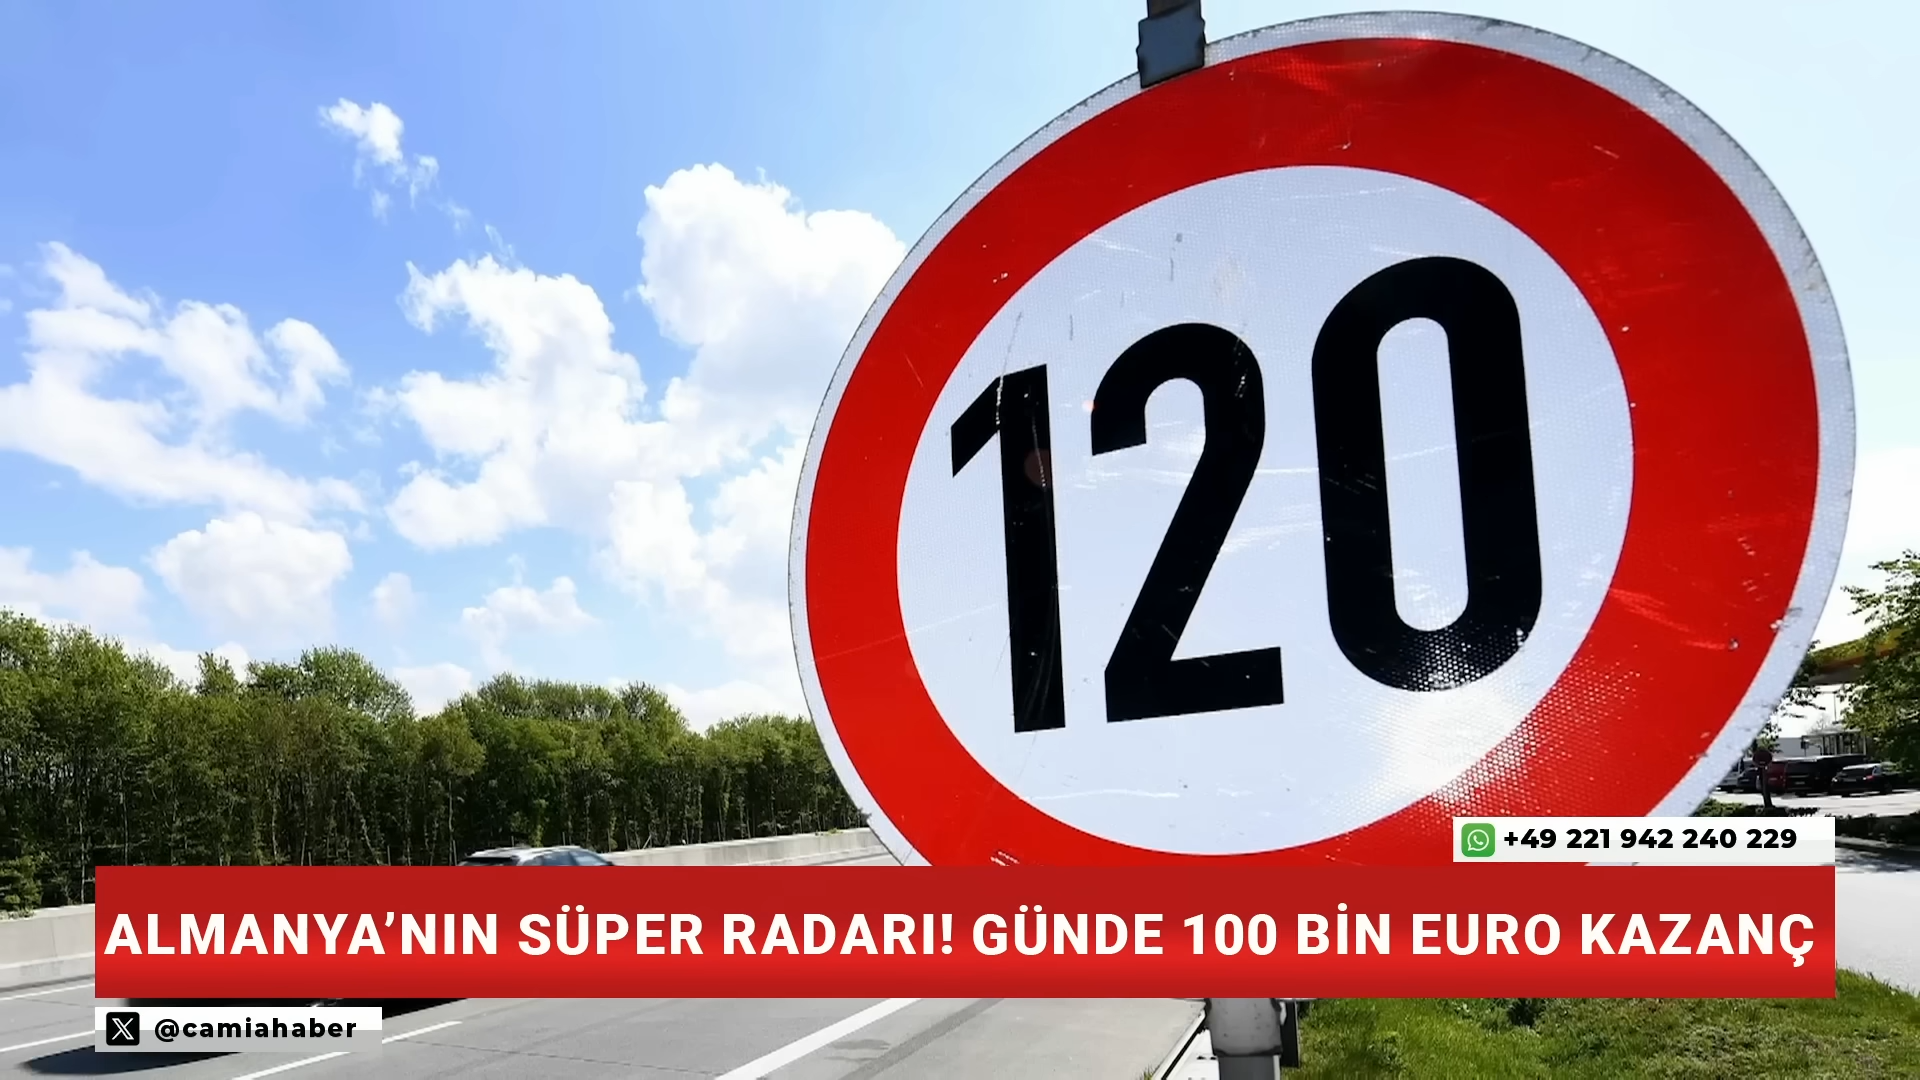 120
+49 221 942 240 229
ALMANYA’NIN SÜPER RADARI! GÜNDE 100 BİN EURO KAZANÇ
@camiahaber